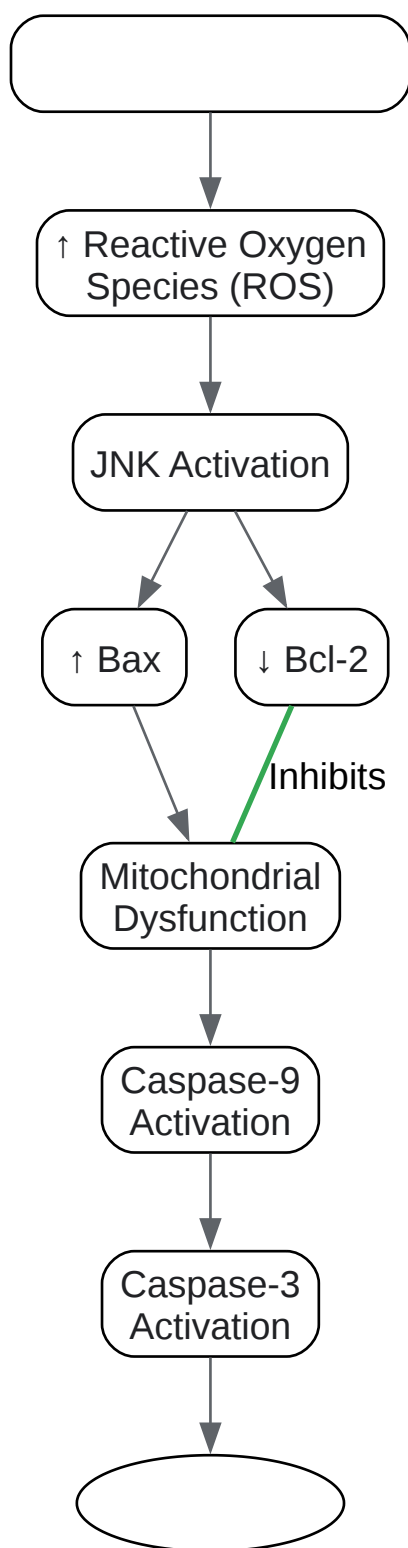 ↑ Reactive Oxygen
Species (ROS)
JNK Activation
↑ Bax
↓ Bcl-2
Inhibits
Mitochondrial
Dysfunction
Caspase-9
Activation
Caspase-3
Activation